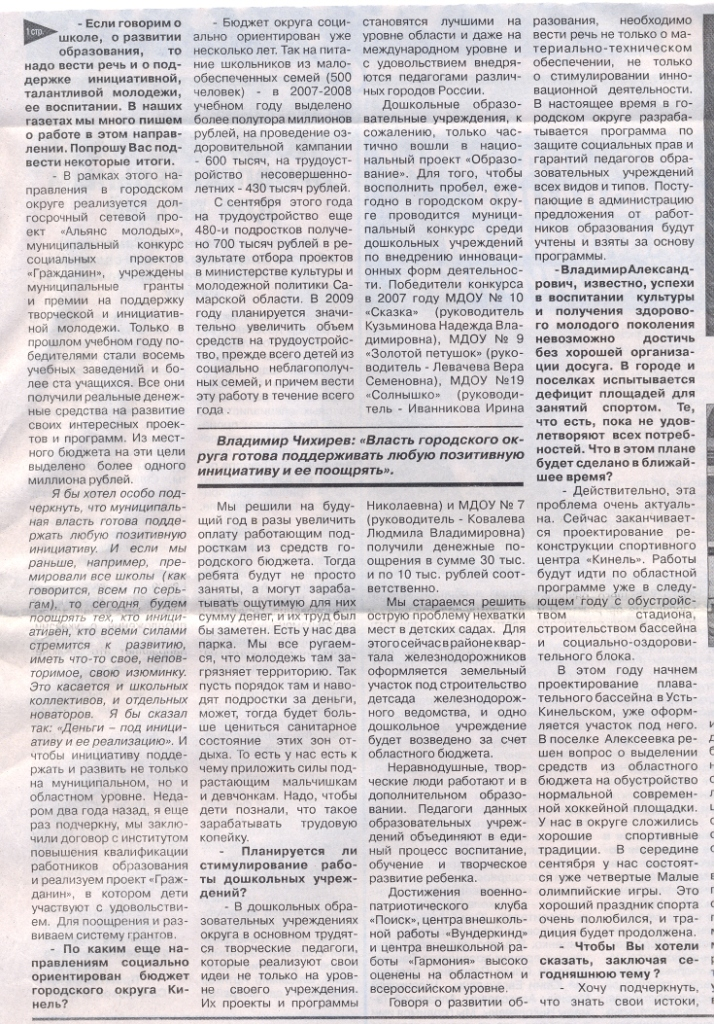 1 стр.
- Если говорим о
школе, о развитии
образования, то
надо вести речь и о под-
держке инициативной,
талантливой молодежи,
ее воспитании. В наших
газетах мы много пишем
о работе в этом направ-
лении. Попрошу Вас под-
вести некоторые итоги.
- В рамках этого на-
правления в городском
округе реализуется дол-
госрочный сетевой про-
ект «Альянс молодых»,
муниципальный конкурс
социальных проектов
«Гражданин», учреждены
муниципальные гранты
и премии на поддержку
творческой и инициатив-
ной молодежи. Только в
прошлом учебном году по-
бедителями стали восемь
учебных заведений и бо-
лее ста учащихся. Все они
получили реальные денеж-
ные средства на развитие
своих интересных проек-
тов и программ. Из мест-
ного бюджета на эти цели
выделено более одного
миллиона рублей.
Я бы хотел особо под-
черкнуть, что муниципаль-
ная власть готова поддер-
жать любую позитивную
инициативу. И если мы
раньше, например, пре-
мировали все школы (как
говорится, всем по серь-
гам), то сегодня будем
поощрять тех, кто иници-
ативен, кто всеми силами
стремится к развитию,
иметь что-то свое, непов-
торимое, свою изюминку.
Это касается и школьных
коллективов, и отдельных
новаторов. Я бы сказал
так: «Деньги – под иници-
ативу и ее реализацию». И
чтобы инициативу поддер-
жать и развить не только
на муниципальном, но и
областном уровне. Неда-
ром два года назад, я еще
раз подчеркну, мы заклю-
чили договор с институтом
повышения квалификации
работников образования
и реализуем проект «Граж-
данин», в котором дети
участвуют с удовольстви-
ем. Для поощрения и раз-
виваем систему грантов.
- По каким еще на-
правлениям социально
ориентирован бюджет
городского округа Ки-
нель?
- Бюджет округа соци-
ально ориентирован уже
несколько лет. Так на пита-
ние школьников из мало-
обеспеченных семей (500
человек) - в 2007-2008
учебном году выделено
более полутора миллионов
рублей, на проведение оз-
доровительной кампании
- 600 тысяч, на трудоуст-
ройство несовершенно-
летних - 430 тысяч рублей.
С сентября этого года
на трудоустройство еще
480-и подростков получе-
но 700 тысяч рублей в ре-
зультате отбора проектов
в министерстве культуры и
молодежной политики Са-
марской области. В 2009
году планируется значи-
тельно увеличить объем
средств на трудоустройс-
тво, прежде всего детей из
социально неблагополуч-
ных семей, и причем вести
эту работу в течение всего
года .
становятся лучшими на
уровне области и даже на
международном уровне и
с удовольствием внедря-
ются педагогами различ-
ных городов России.
Дошкольные образо-
вательные учреждения, к
сожалению, только час-
тично вошли в нацио-
нальный проект «Образо-
вание». Для того, чтобы
восполнить пробел, еже-
годно в городском окру-
ге проводится муници-
пальный конкурс среди
дошкольных учреждений
по внедрению инновацион-
ных форм деятельнос-
ти. Победители конкурса
в 2007 году МДОУ № 10
«Сказка» (руководитель
Кузьминова Надежда Вла-
димировна), МДОУ № 9
«Золотой петушок» (руко-
водитель - Левачева Вера
Семеновна), МДОУ №19
«Солнышко» (руководи-
тель - Иванникова Ирина
Владимир Чихирев: «Власть городского ок-
руга готова поддерживать любую позитивную
инициативу и ее поощрять».
Мы решили на буду-
щий год в разы увеличить
оплату работающим под-
росткам из средств го-
родского бюджета. Тогда
ребята будут не просто
заняты, а могут зараба-
тывать ощутимую для них
сумму денег, и их труд был
бы заметен. Есть у нас два
парка. Мы все ругаем-
ся, что молодежь там за-
грязняет территорию. Так
пусть порядок там и наво-
дят подростки за деньги,
может, тогда будет боль-
ше цениться санитарное
состояние этих зон от-
дыха. То есть у нас есть к
чему приложить силы под-
растающим мальчишкам
и девчонкам. Надо, чтобы
дети познали, что такое
зарабатывать трудовую
копейку.
- Планируется ли
стимулирование рабо-
ты дошкольных учреж-
дений?
- В дошкольных обра-
зовательных учреждениях
округа в основном трудят-
ся творческие педагоги,
которые реализуют свои
идеи не только на уров-
не своего учреждения.
Их проекты и программы
Николаевна) и МДОУ № 7
(руководитель - Ковалева
Людмила Владимировна)
получили денежные по-
ощрения в сумме 30 тыс.
и по 10 тыс. рублей соот-
ветственно.
Мы стараемся решить
острую проблему нехватки
мест в детских садах. Для
этого сейчас в районе квар-
тала железнодорожников
оформляется земельный
участок под строительство
детсада железнодорож-
ного ведомства, и одно
дошкольное учреждение
будет возведено за счет
областного бюджета.
Неравнодушные, твор-
ческие люди работают и в
дополнительном образо-
вании. Педагоги данных
образовательных учреж-
дений объединяют в еди-
ный процесс воспитание,
обучение и творческое
развитие ребенка.
Достижения военно-
патриотического клуба
«Поиск», центра внешколь-
ной работы «Вундеркинд»
и центра внешкольной ра-
боты «Гармония» высоко
оценены на областном и
всероссийском уровне.
Говоря о развитии об-
разования, необходимо
вести речь не только о ма-
териально-техническом
обеспечении, не только
о стимулировании инно-
вационной деятельности.
В настоящее время в го-
родском округе разраба-
тывается программа по
защите социальных прав и
гарантий педагогов обра-
зовательных учреждений
всех видов и типов. Посту-
пающие в администрацию
предложения от работ-
ников образования будут
учтены и взяты за основу
программы.
- Владимир Александ-
рович, известно, успехи
в воспитании культуры
и получения здорово-
го молодого поколения
невозможно достичь
без хорошей организа-
ции досуга. В городе и
поселках испытывается
дефицит площадей для
занятий спортом. Те,
что есть, пока не удов-
летворяют всех потреб-
ностей. Что в этом плане
будет сделано в ближай-
шее время?
- Действительно, эта
проблема очень актуаль-
на. Сейчас заканчивает-
ся проектирование ре-
конструкции спортивного
центра «Кинель». Работы
будут идти по областной
программе уже в следу-
ющем году с обустройс-
твом стадиона,
строительством бассейна
и социально-оздорови-
тельного блока.
В этом году начнем
проектирование плава-
тельного бассейна в Усть-
Кинельском, уже оформ-
ляется участок под него.
В поселке Алексеевка ре-
шен вопрос о выделении
средств из областного
бюджета на обустройство
нормальной современ-
ной хоккейной площадки.
У нас в округе сложились
хорошие спортивные
традиции. В середине
сентября у нас состоят-
ся уже четвертые Малые
олимпийские игры. Это
хороший праздник спорта
очень полюбился, и тра-
диция будет продолжена.
- Чтобы Вы хотели
сказать, заключая се-
годняшнюю тему ?
- Хочу подчеркнуть,
что знать свои истоки,